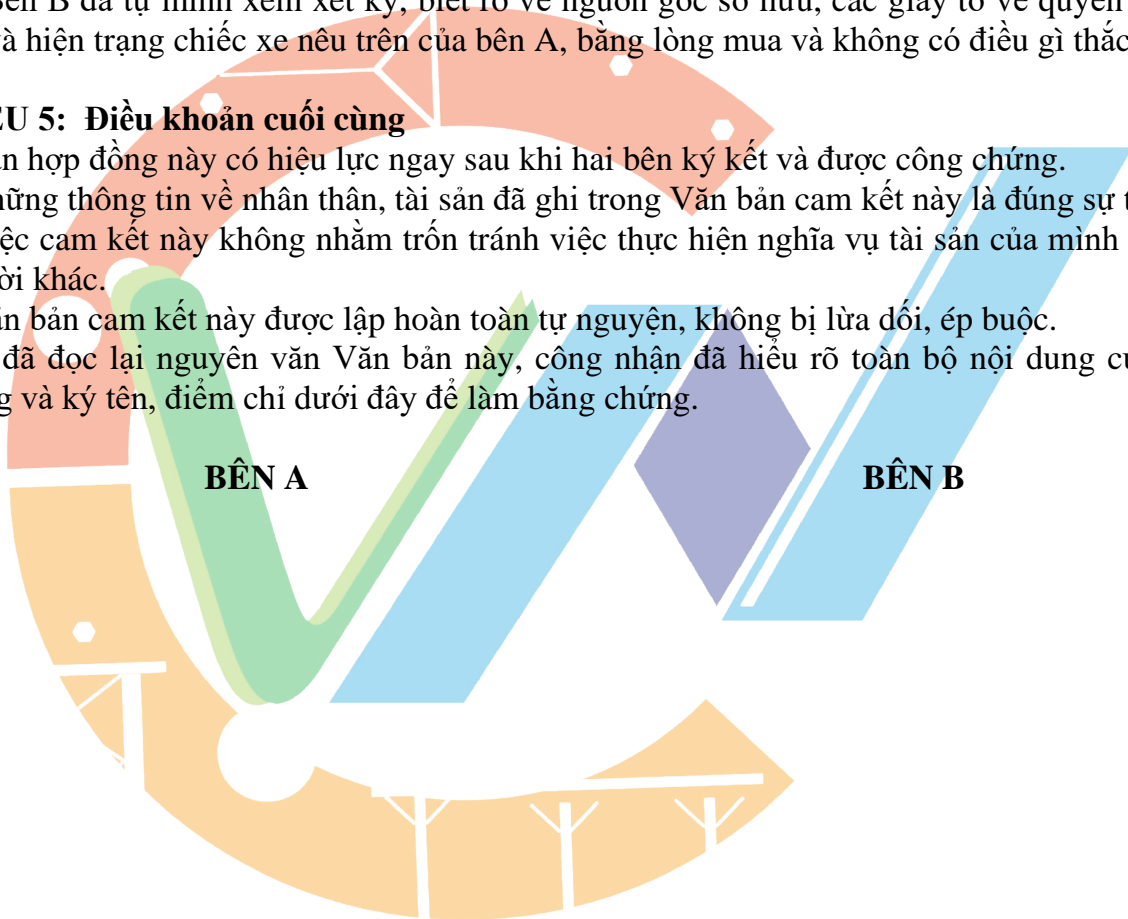 Bên B đã tự mình xem xét kỹ, biết rõ về nguồn gốc sở hữu, các giấy tờ về quyền
và hiện trạng chiếc xe nêu trên của bên A, bằng lòng mua và không có điều gì thắc
U 5: Điều khoản cuối cùng
n hợp đồng này có hiệu lực ngay sau khi hai bên ký kết và được công chứng.
ững thông tin về nhân thân, tài sản đã ghi trong Văn bản cam kết này là đúng sự t
ệc cam kết này không nhằm trốn tránh việc thực hiện nghĩa vụ tài sản của mình
ời khác.
n bản cam kết này được lập hoàn toàn tự nguyện, không bị lừa dối, ép buộc.
đã đọc lại nguyên văn Văn bản này, công nhận đã hiểu rõ toàn bộ nội dung củ
g và ký tên, điểm chỉ dưới đây để làm bằng chứng.
BÊN A BÊN B